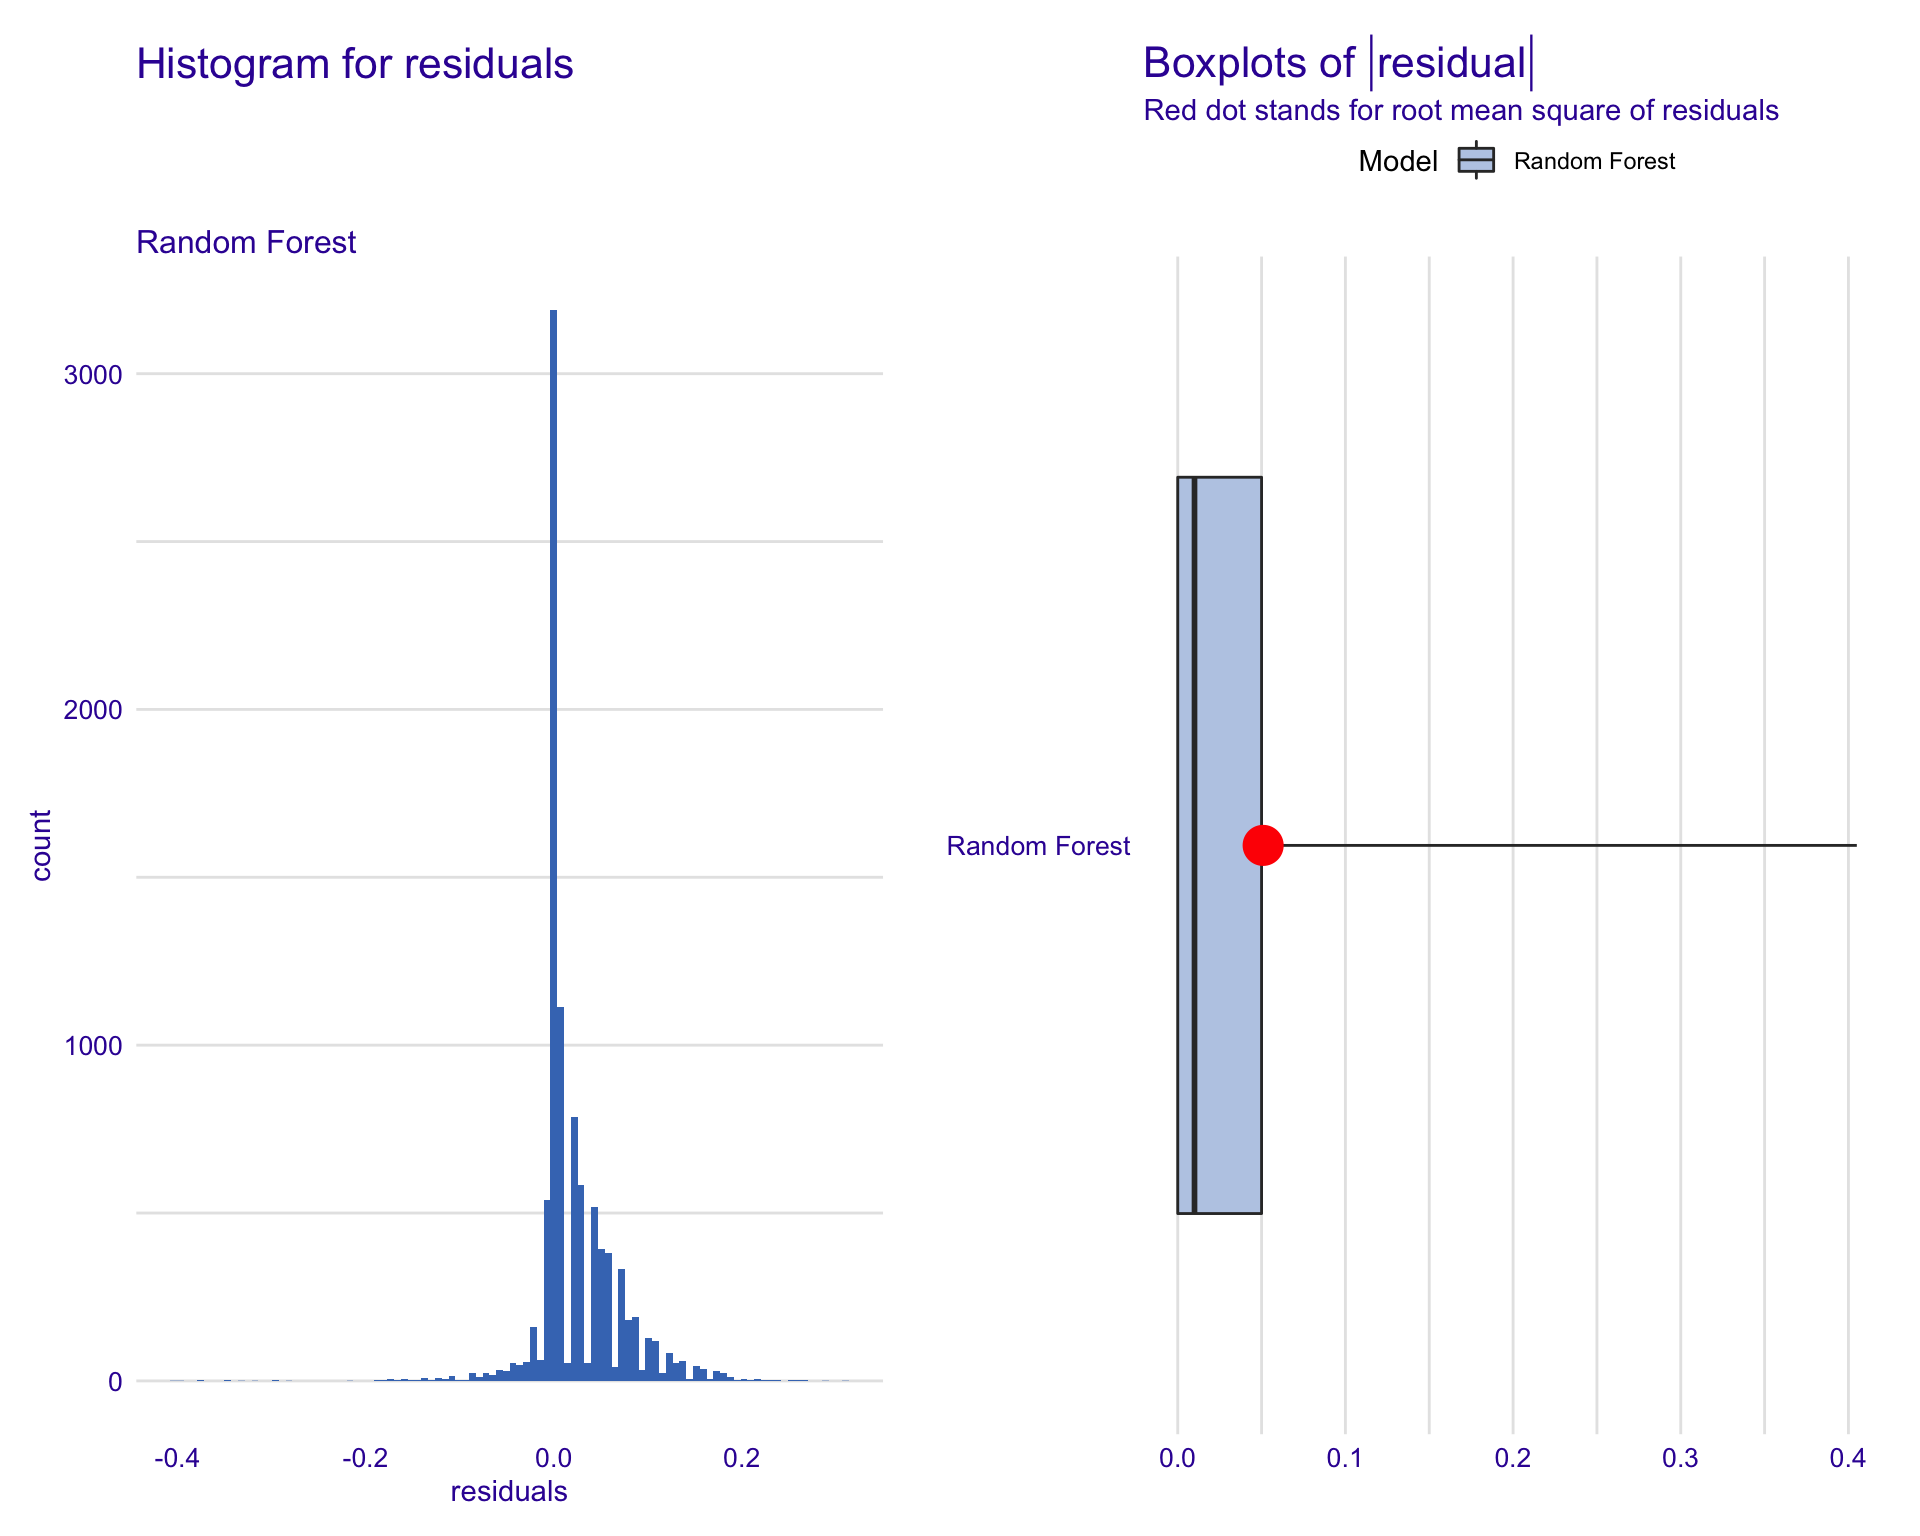 Histogram for residuals
Random Forest
3000
2000
1000
0
count
-0.4 -0.2 0.0 0.2
residuals
Boxplots of |residual|
Red dot stands for root mean square of residuals
Model Random Forest
Random Forest
0.0 0.1 0.2 0.3 0.4